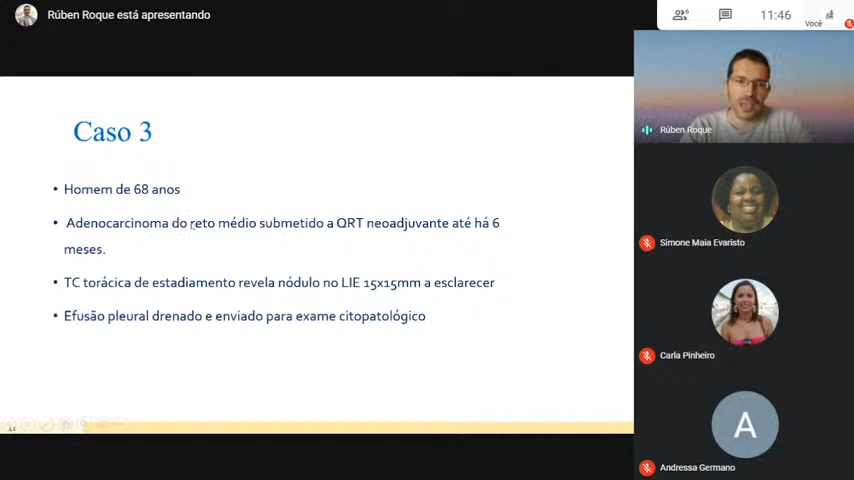 Rúben Roque está apresentando
6
11:46
Você
Caso 3
• Homem de 68 anos
• Adenocarcinoma do reto médio submetido a QRT neoadjuvante até há 6
meses.
• TC torácica de estadiamento revela nódulo no LIE 15x15mm a esclarecer
• Efusão pleural drenado e enviado para exame citopatológico
Rúben Roque
Simone Maia Evaristo
Carla Pinheiro
A
Andressa Germano